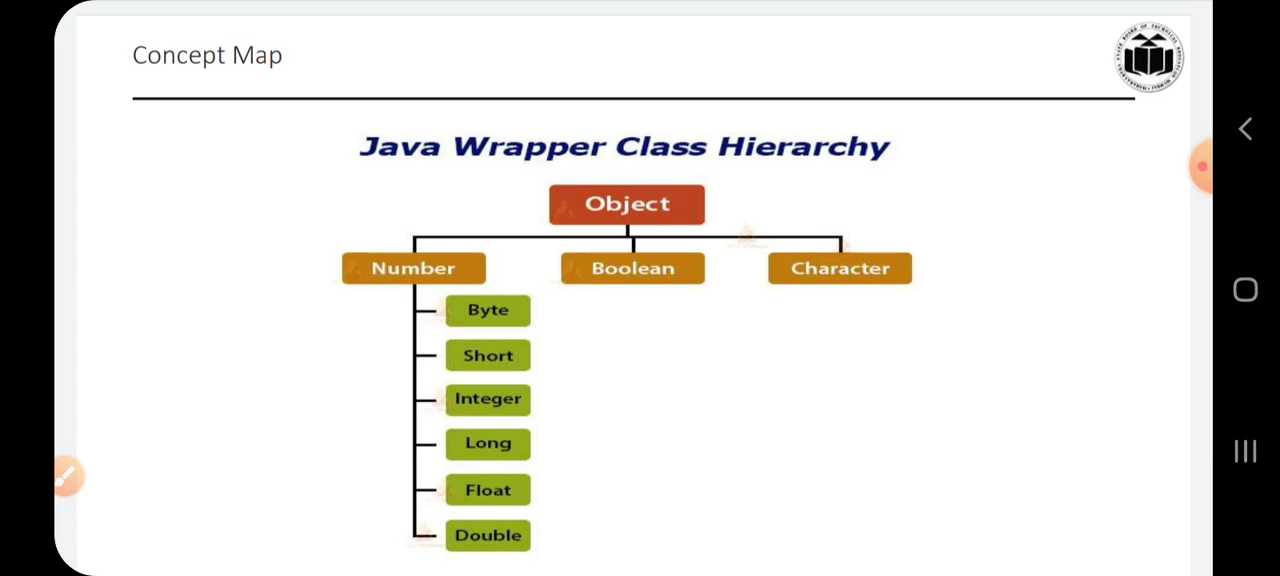 Concept Map
Java Wrapper Class Hierarchy
Object
Number
Boolean
Character
Byte
Short
Integer
Long
Float
Double